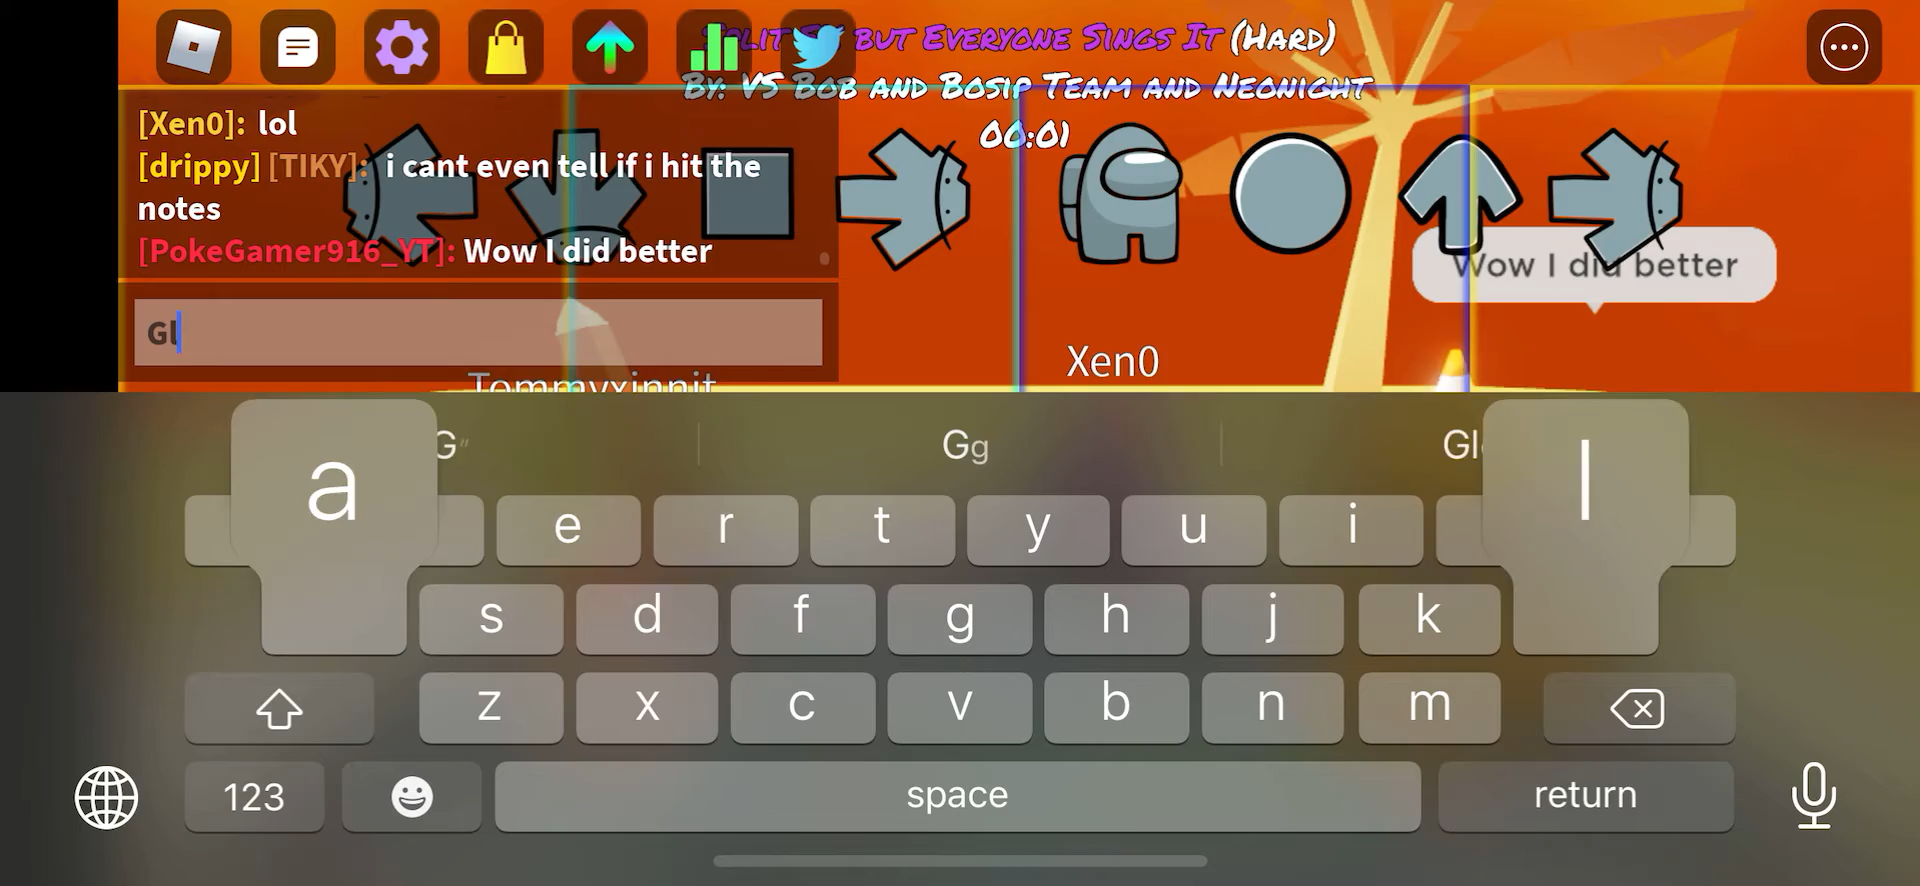 but Everyone Sings It (Hard)
By: VS Bob and Bosip Team and Neonight
00:01
[Xen0]: lol
[drippy] [TIKY]: i cant even tell if i hit the
notes
[PokeGamer916_YT]: Wow I did better
Wow I did better
Gl
Xen0
Tommyxinnit
G"
Gg
Gl
a
l
e r t y u i
s d f g h j k
z x c v b n m
123
space
return